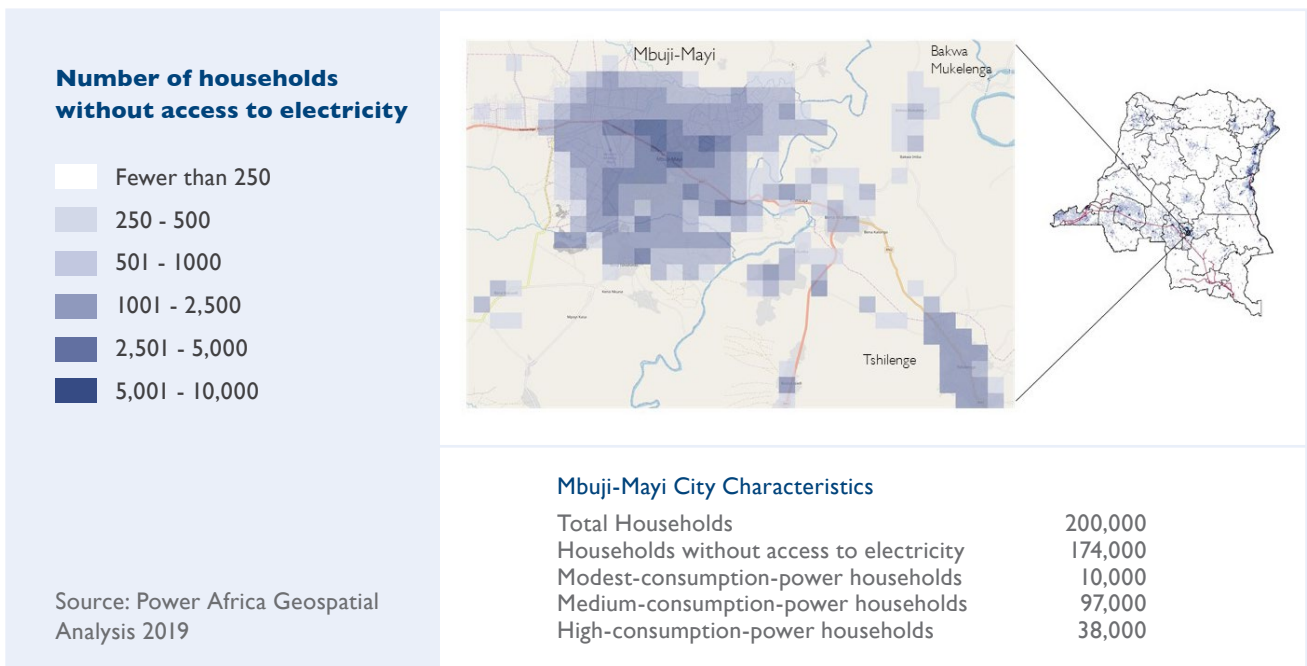 Number of households
without access to electricity
Fewer than 250
250 - 500
501 - 1000
1001 - 2,500
2,501 - 5,000
5,001 - 10,000
Source: Power Africa Geospatial
Analysis 2019
Mbuji-Mayi
Bakwa
Mukelenga
Tshilenge
Mbuji-Mayi City Characteristics
Total Households 200,000
Households without access to electricity 174,000
Modest-consumption-power households 10,000
Medium-consumption-power households 97,000
High-consumption-power households 38,000